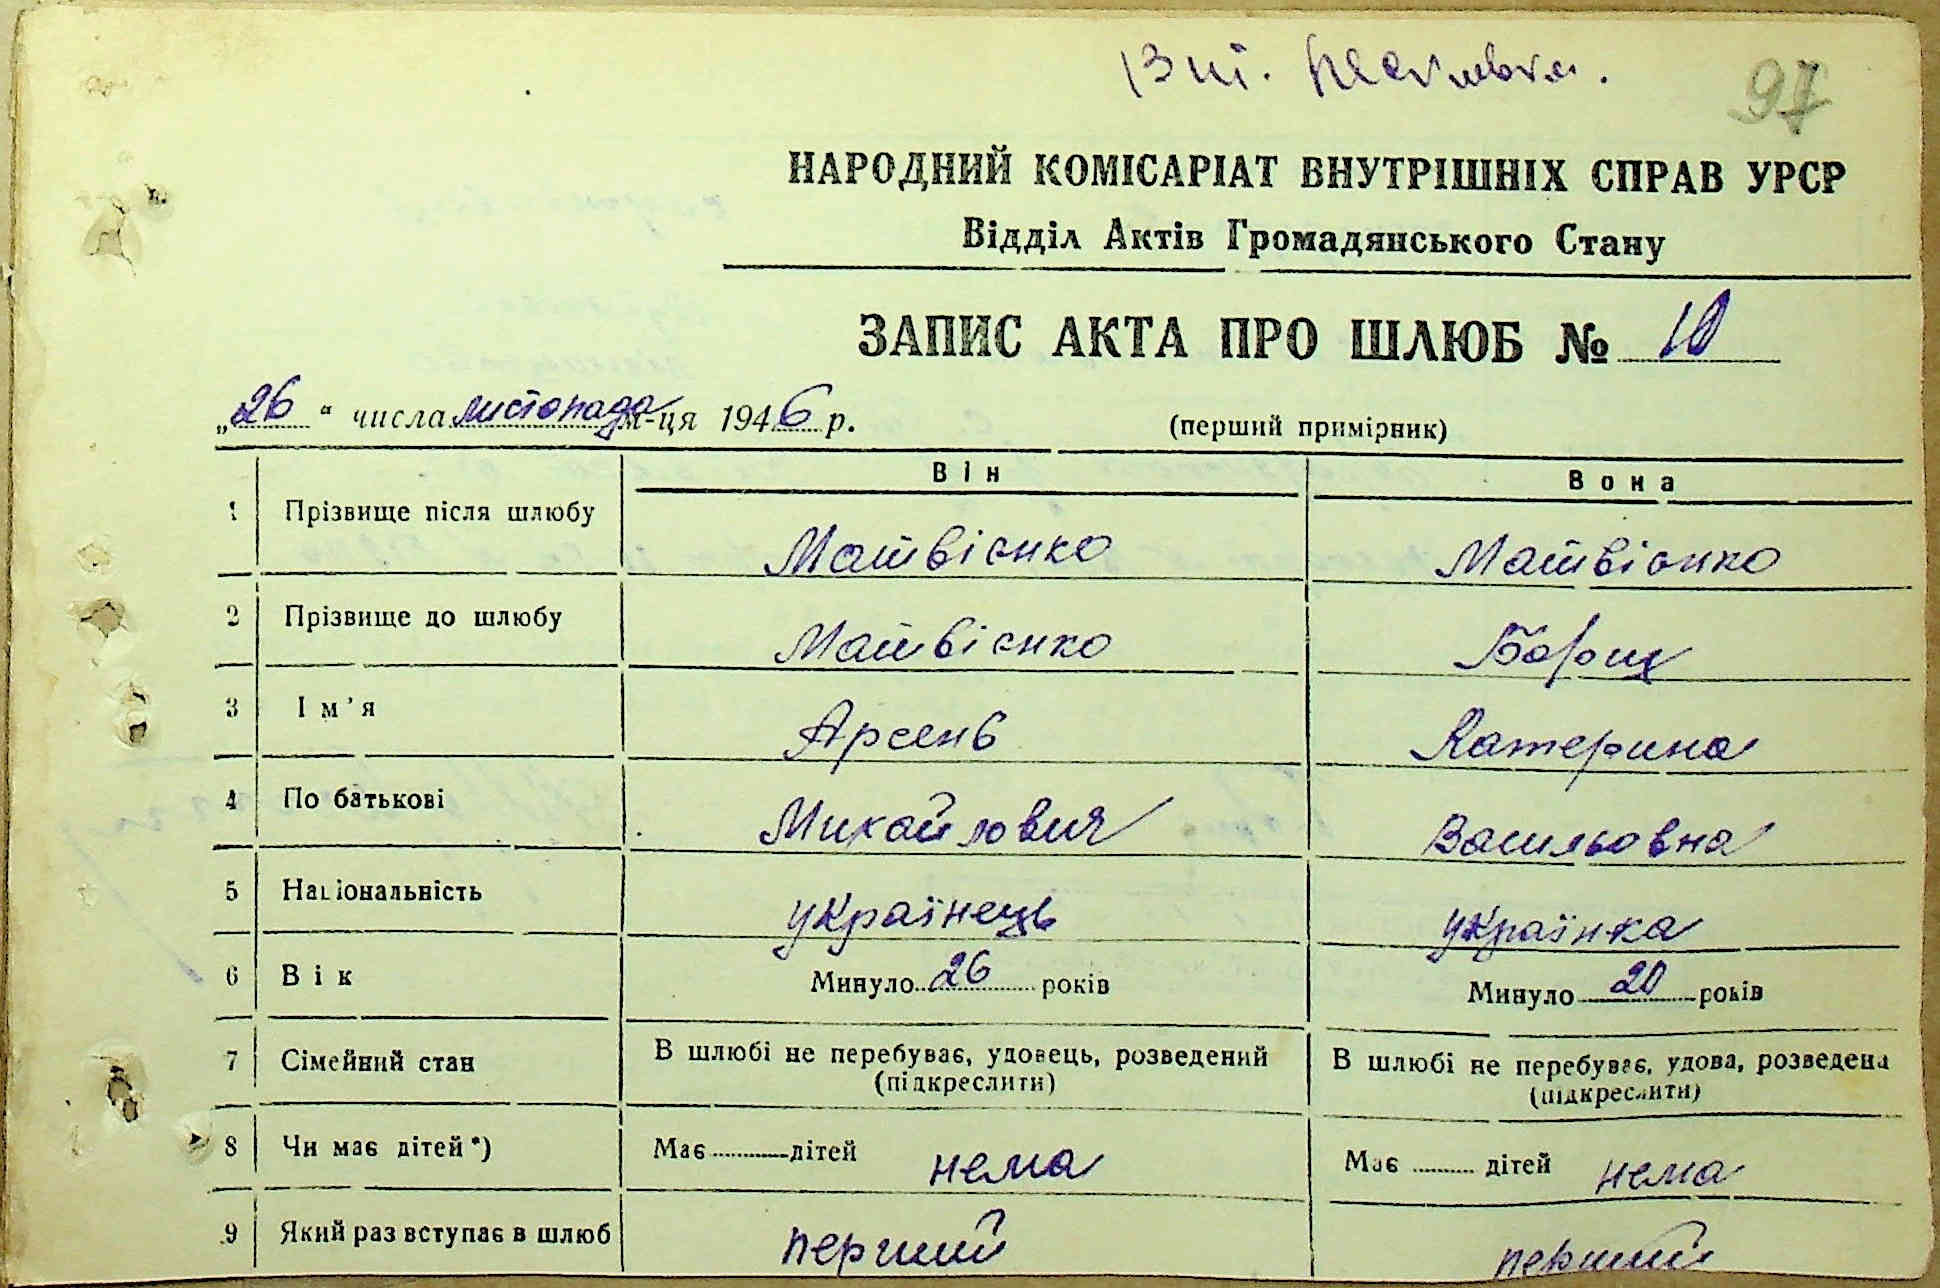 97
НАРОДНИЙ КОМІСАРІАТ ВНУТРІШНІХ СПРАВ УРСР
Відділ Актів Громадянського Стану
ЗАПИС АКТА ПРО ШЛЮБ № 10
„26“ числа листопада м-ця 1946 р. (перший примірник)
Він Вона
1 Прізвище після шлюбу Матвієнко Матвієнко
2 Прізвище до шлюбу Матвієнко Борщ
3 Ім’я Арсень Катерина
4 По батькові Михайлович Васильовна
5 Національність українець українка
6 Вік Минуло 26 років Минуло 20 років
7 Сімейний стан В шлюбі не перебуває, удовець, розведений (підкреслити) В шлюбі не перебуває, удова, розведена (підкреслити)
8 Чи має дітей*) Має дітей нема Має дітей нема
9 Який раз вступає в шлюб перший перший